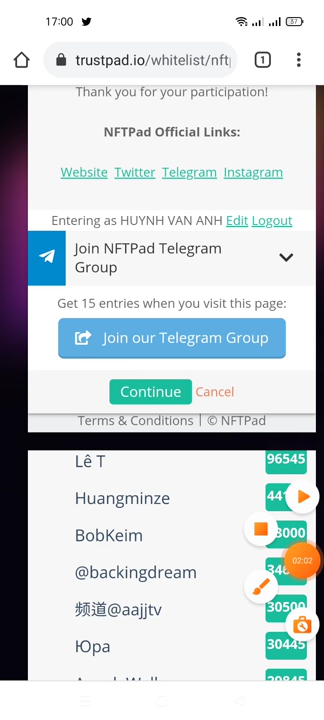 17:00
57
trustpad.io/whitelist/nft
1
Thank you for your participation!
NFTPad Official Links:
Website Twitter Telegram Instagram
Entering as HUYNH VAN ANH Edit Logout
Join NFTPad Telegram
Group
Get 15 entries when you visit this page:
Join our Telegram Group
Continue Cancel
Terms & Conditions | © NFTPad
Lê T 96545
Huangminze
BobKeim
@backingdream
02:02
频道@aajjtv 30500
Юра 30445